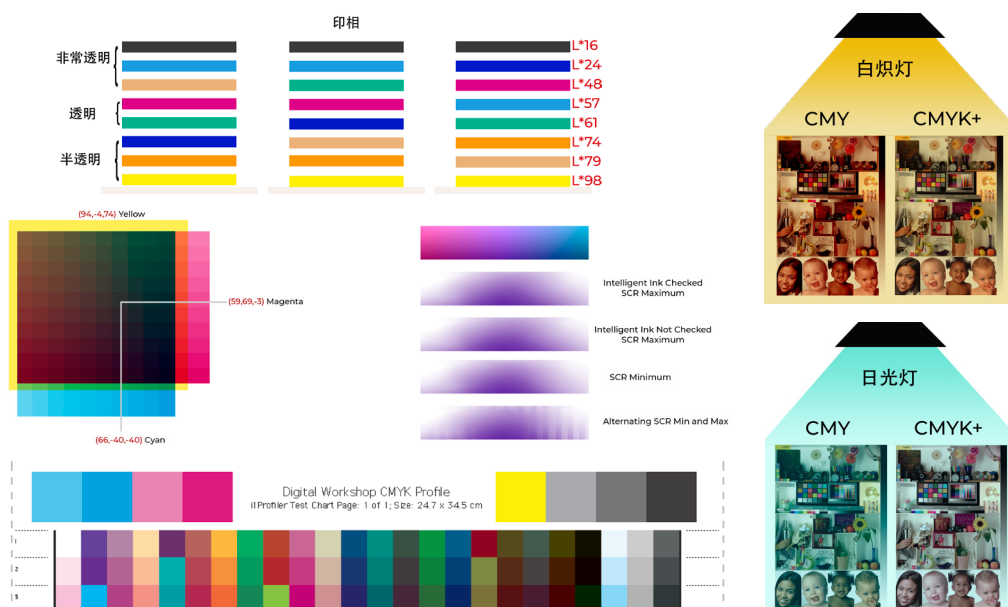 印相
非常透明
透明
半透明
L*16
L*24
L*48
L*57
L*61
L*74
L*79
L*98
白炽灯
CMY
CMYK+
(94,-4,74) Yellow
(59,69,-3) Magenta
(66,-40,-40) Cyan
Intelligent Ink Checked
SCR Maximum
Intelligent Ink Not Checked
SCR Maximum
SCR Minimum
Alternating SCR Min and Max
日光灯
CMY
CMYK+
Digital Workshop CMYK Profile
i1Profiler Test Chart Page: 1 of 1; Size: 24.7 x 34.5 cm
1
2